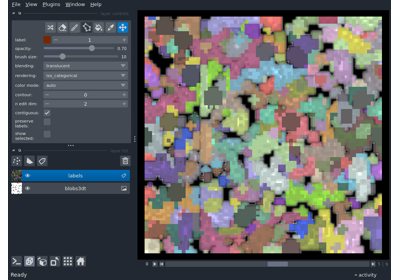 File View Plugins Window Help
label: 1
opacity: 0.70
brush size: 10
blending: translucent
rendering: iso_categorical
color mode: auto
contour: 0
n edit dim: 2
contiguous:
preserve
labels:
show
selected:
labels
blobs3dt
Ready
activity